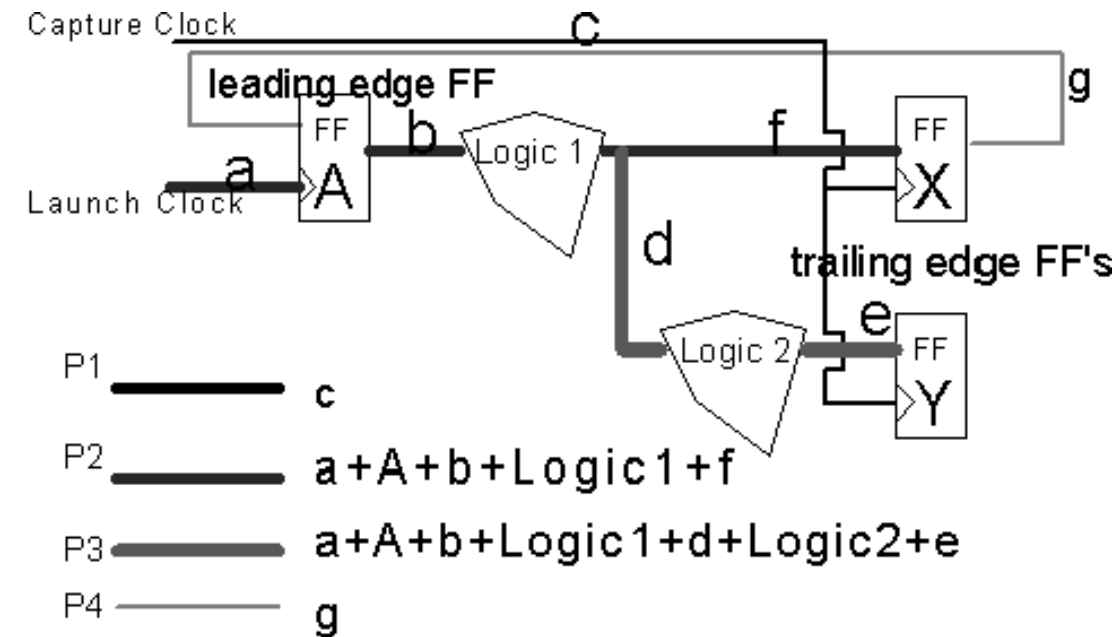 Capture Clock
c
leading edge FF
g
FF
A
b
Logic 1
f
FF
X
a
Launch Clock
d
trailing edge FF's
e
Logic 2
FF
Y
P1 c
P2 a+A+b+Logic1+f
P3 a+A+b+Logic1+d+Logic2+e
P4 g